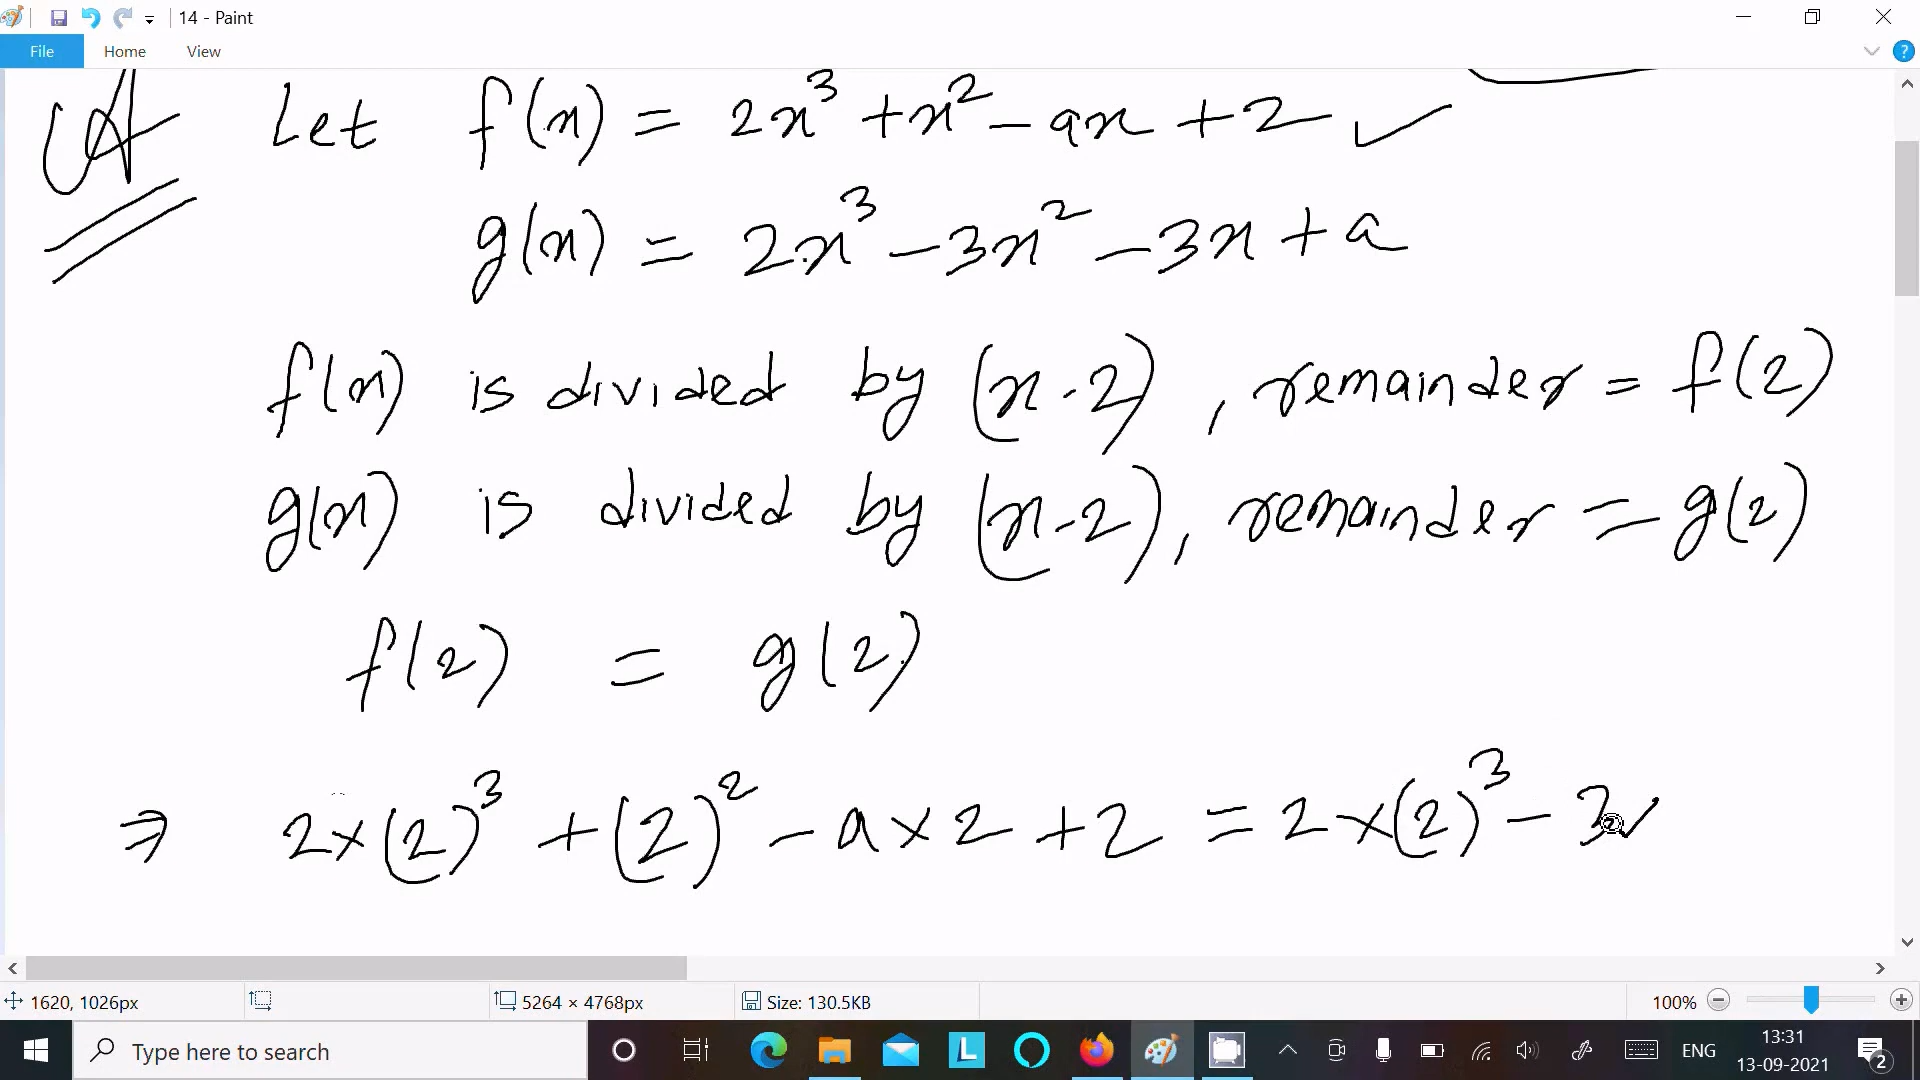 14 - Paint
File Home View
A Let f(x) = 2x³ + x² - ax + 2 ✓
g(x) = 2x³ - 3x² - 3x + a
f(x) is divided by (x-2), remainder = f(2)
g(x) is divided by (x-2), remainder = g(2)
f(2) = g(2)
⇒ 2×(2)³ + (2)² - a×2 + 2 = 2×(2)³ - 3
1620, 1026px 5264 × 4768px Size: 130.5KB 100%
Type here to search ENG 13:31
13-09-2021 2